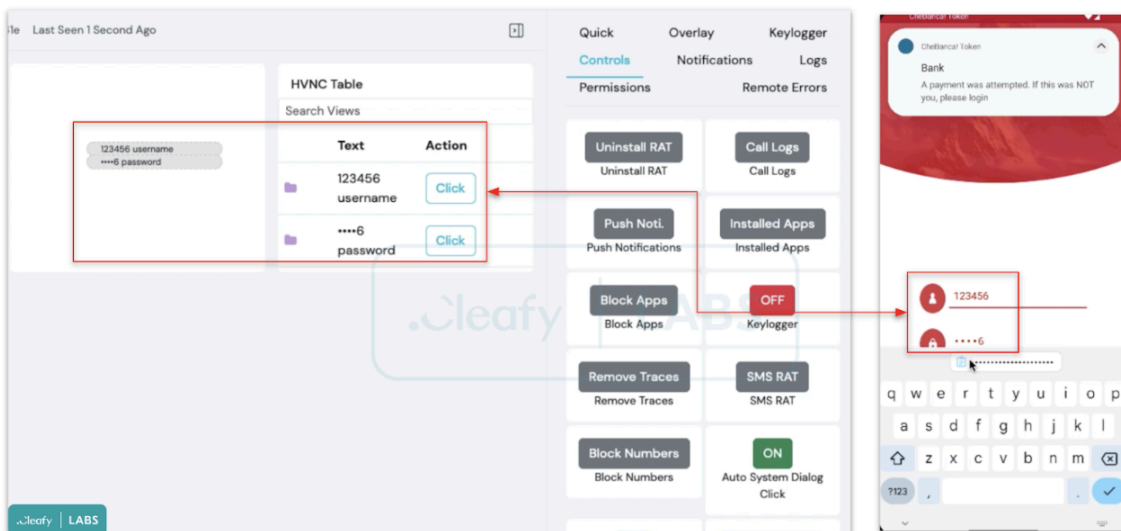 Last Seen 1 Second Ago
HVNC Table
Search Views
Text Action
123456 username
••••6 password
123456
username
Click
••••6
password
Click
Quick Overlay Keylogger
Controls Notifications Logs
Permissions Remote Errors
Uninstall RAT
Uninstall RAT
Call Logs
Call Logs
Push Noti.
Push Notifications
Installed Apps
Installed Apps
Block Apps
Block Apps
OFF
Keylogger
Remove Traces
Remove Traces
SMS RAT
SMS RAT
Block Numbers
Block Numbers
ON
Auto System Dialog
Click
Cleafy LABS
Cleafy | LABS
Bank
A payment was attempted. If this was NOT
you, please login
123456
••••6
q w e r t y u i o p
a s d f g h j k l
z x c v b n m
?123 , .